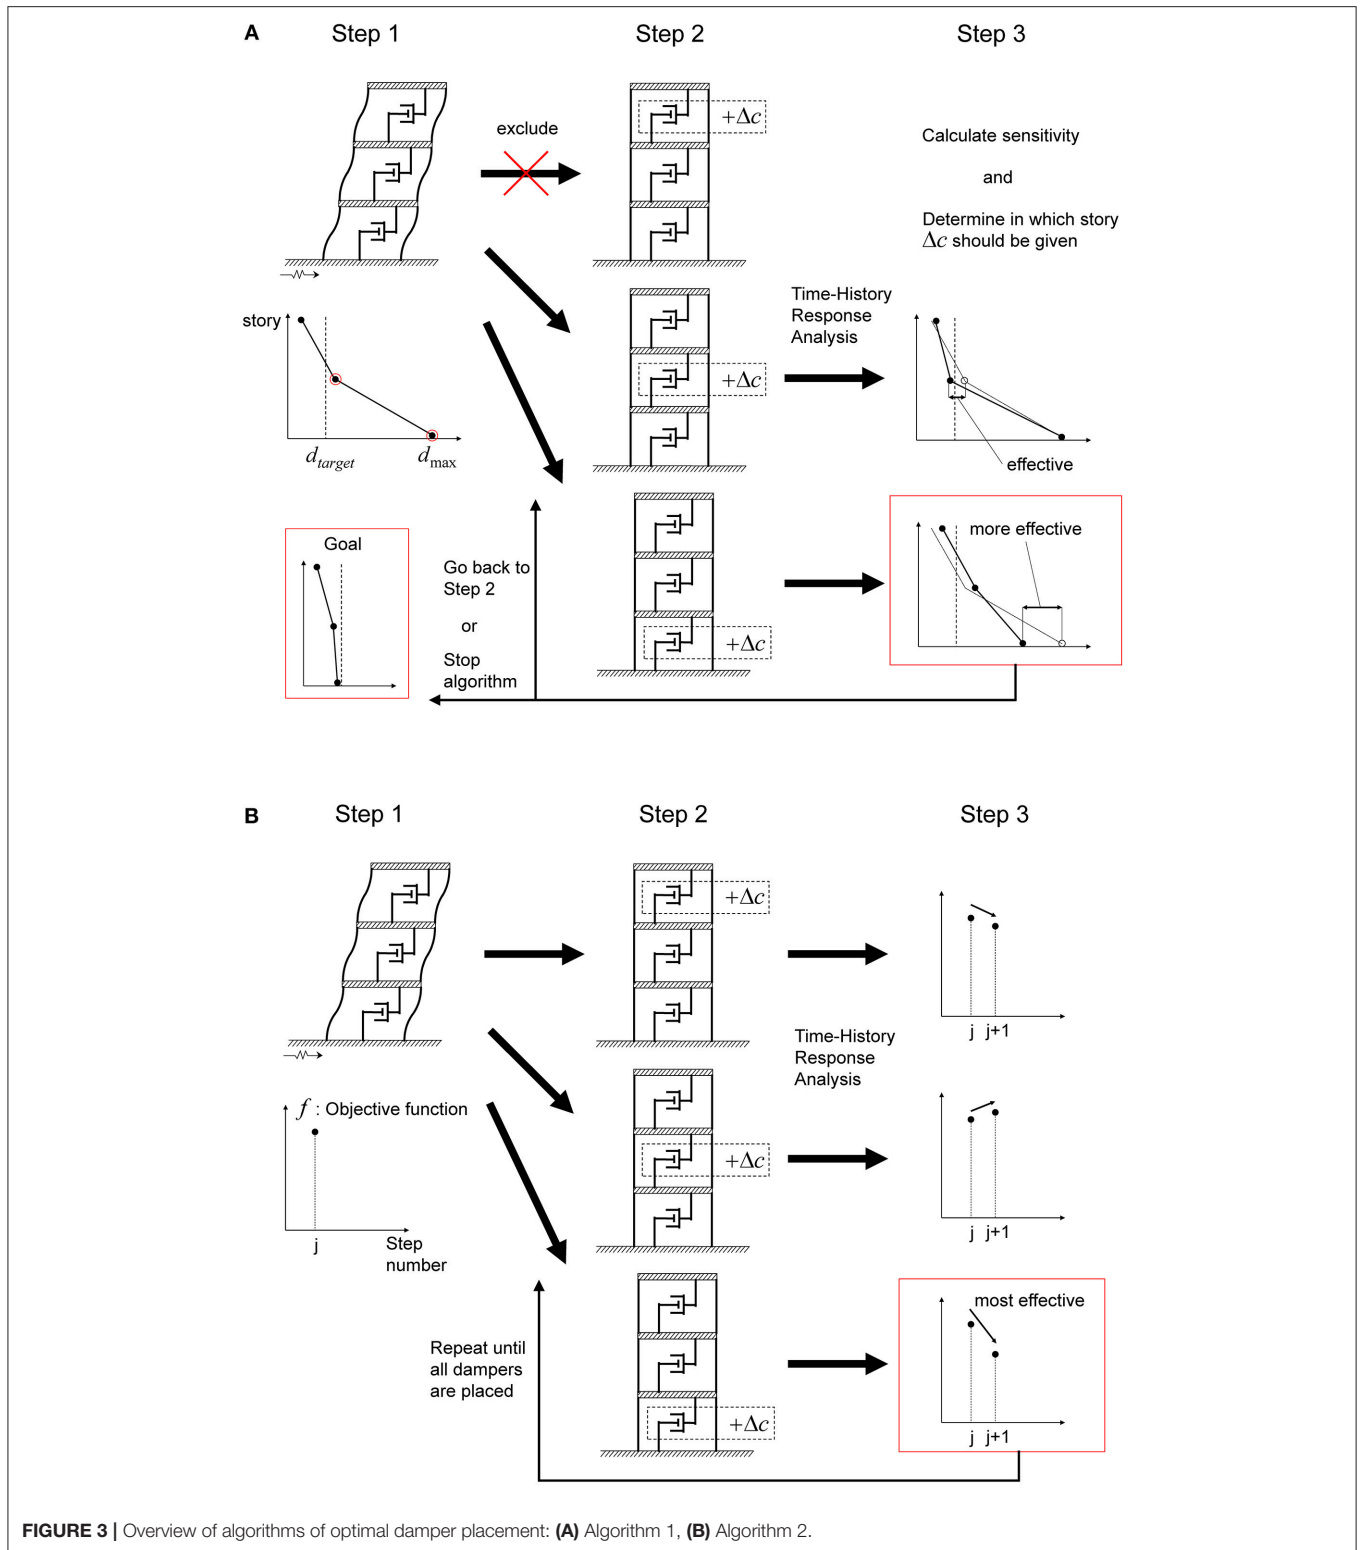 A
Step 1
Step 2
Step 3
exclude
+Δc
Calculate sensitivity
and
Determine in which story
Δc should be given
story
d_target
d_max
+Δc
Time-History
Response
Analysis
effective
Goal
Go back to
Step 2
or
Stop
algorithm
+Δc
more effective
B
Step 1
Step 2
Step 3
+Δc
j j+1
f : Objective function
j
Step
number
+Δc
Time-History
Response
Analysis
j j+1
Repeat until
all dampers
are placed
+Δc
most effective
j j+1
FIGURE 3 | Overview of algorithms of optimal damper placement: (A) Algorithm 1, (B) Algorithm 2.